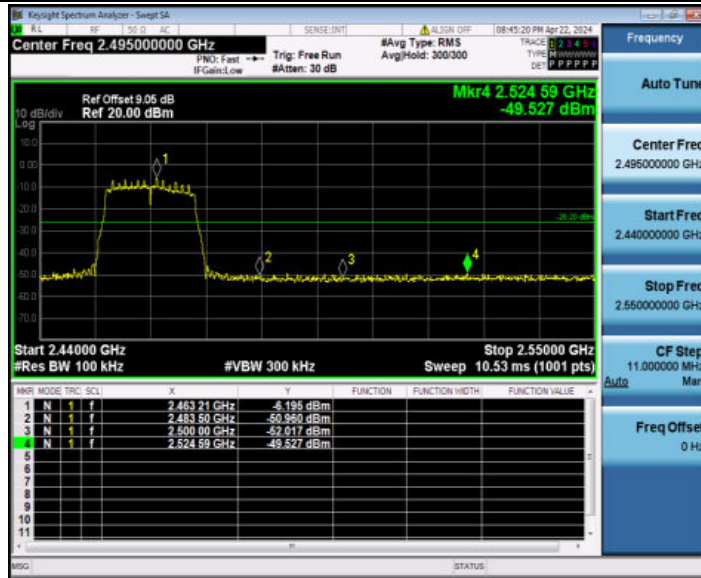 Keysight Spectrum Analyzer - Swept SA
RL RF 50 Ω AC SENSE:INT ALIGN OFF 08:45:20 PM Apr 22, 2024
Center Freq 2.495000000 GHz #Avg Type: RMS TRACE 1 2 3 4 5 6
PNO: Fast Trig: Free Run Avg|Hold: 300/300 TYPE
IFGain:Low #Atten: 30 dB DET P P P P P P
Mkr4 2.524 59 GHz
-49.527 dBm
Ref Offset 9.05 dB
10 dB/div Ref 20.00 dBm
Log
10.0
0.00
-10.0
-20.0
-30.0
-40.0
-50.0
-60.0
-70.0
1
2
3
4
-26.20 dBm
Start 2.44000 GHz Stop 2.55000 GHz
#Res BW 100 kHz #VBW 300 kHz Sweep 10.53 ms (1001 pts)
MKR MODE TRC SCL X Y FUNCTION FUNCTION WIDTH FUNCTION VALUE
1 N 1 f 2.463 21 GHz -6.195 dBm
2 N 1 f 2.483 50 GHz -50.960 dBm
3 N 1 f 2.500 00 GHz -52.017 dBm
4 N 1 f 2.524 59 GHz -49.527 dBm
5
6
7
8
9
10
11
MSG STATUS
Frequency
Auto Tune
Center Freq
2.495000000 GHz
Start Freq
2.440000000 GHz
Stop Freq
2.550000000 GHz
CF Step
11.000000 MHz
Auto Man
Freq Offset
0 Hz